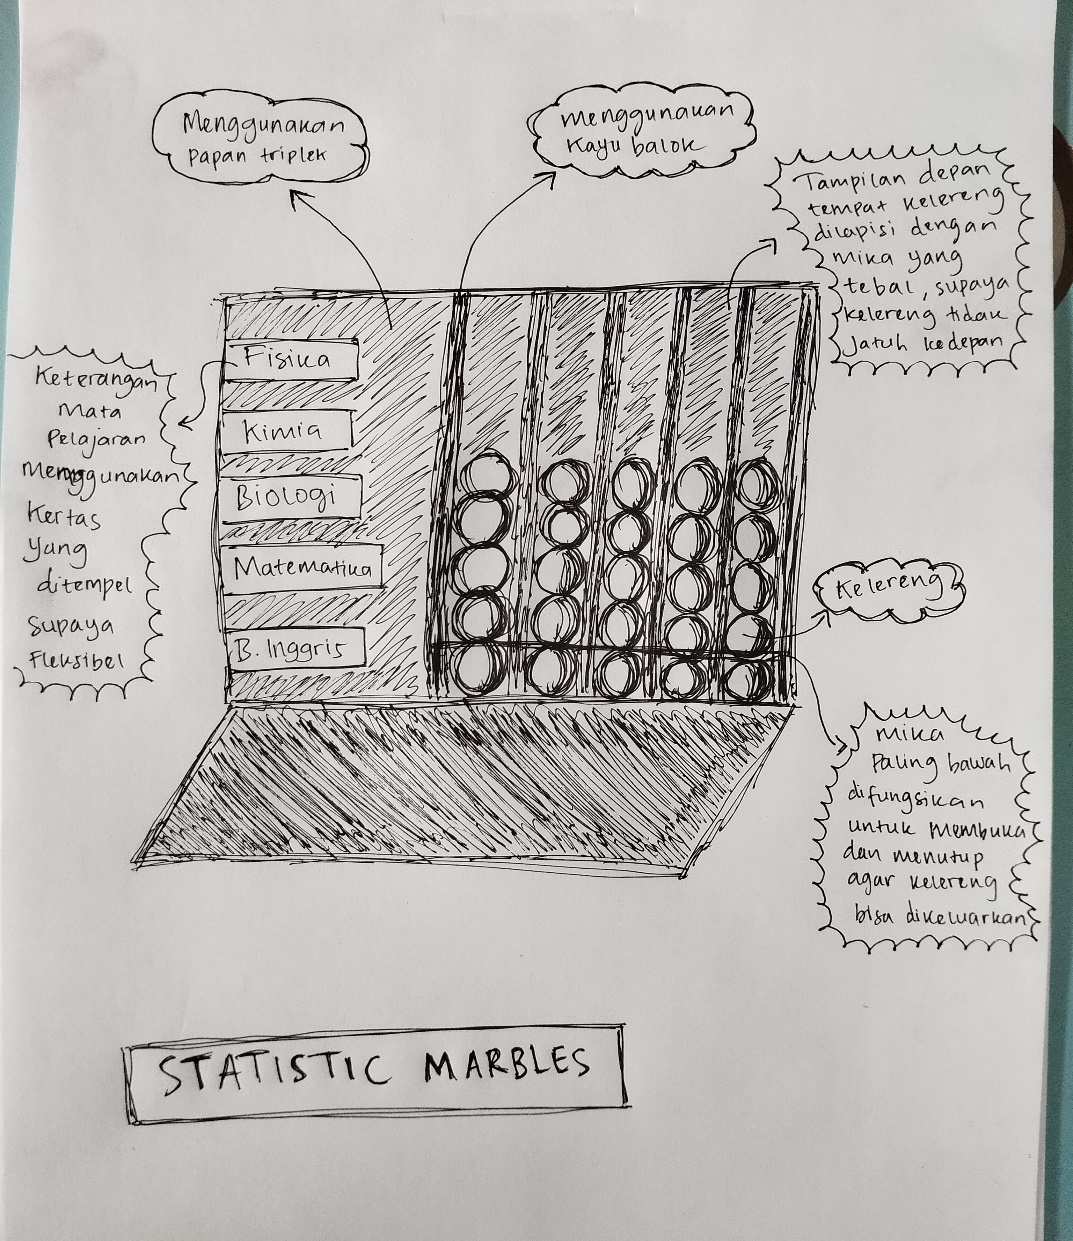 Menggunakan
papan triplek
menggunakan
kayu balok
Tampilan depan
tempat kelereng
dilapisi dengan
mika yang
tebal, supaya
kelereng tidak
jatuh kedepan
Keterangan
Mata
Pelajaran
Menggunakan
Kertas
Yang
ditempel
Supaya
Fleksibel
Fisika
Kimia
Biologi
Matematika
B. Inggris
Kelereng
Mika
Paling bawah
difungsikan
untuk membuka
dan menutup
agar kelereng
bisa dikeluarkan
STATISTIC MARBLES